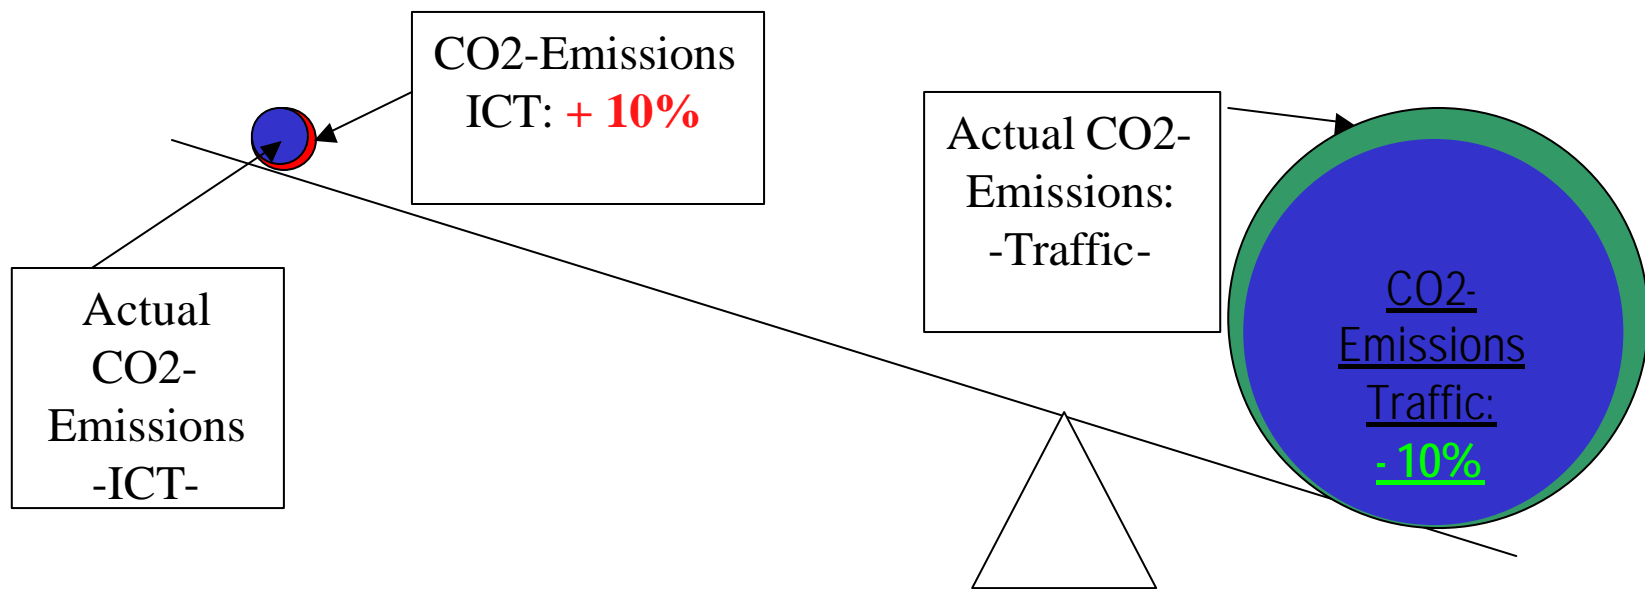 CO2-Emissions
ICT: + 10%
Actual CO2-
Emissions:
-Traffic-
Actual
CO2-
Emissions
-ICT-
CO2-
Emissions
Traffic:
- 10%